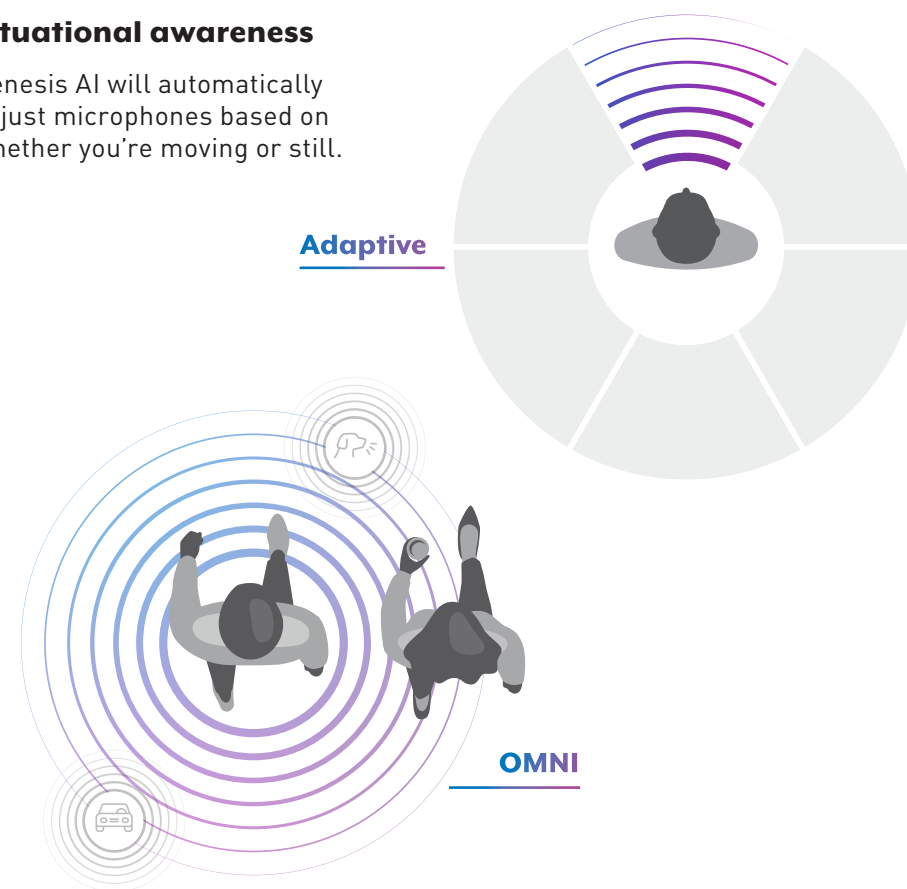 tuational awareness
enesis AI will automatically
just microphones based on
hether you're moving or still.
Adaptive
OMNI